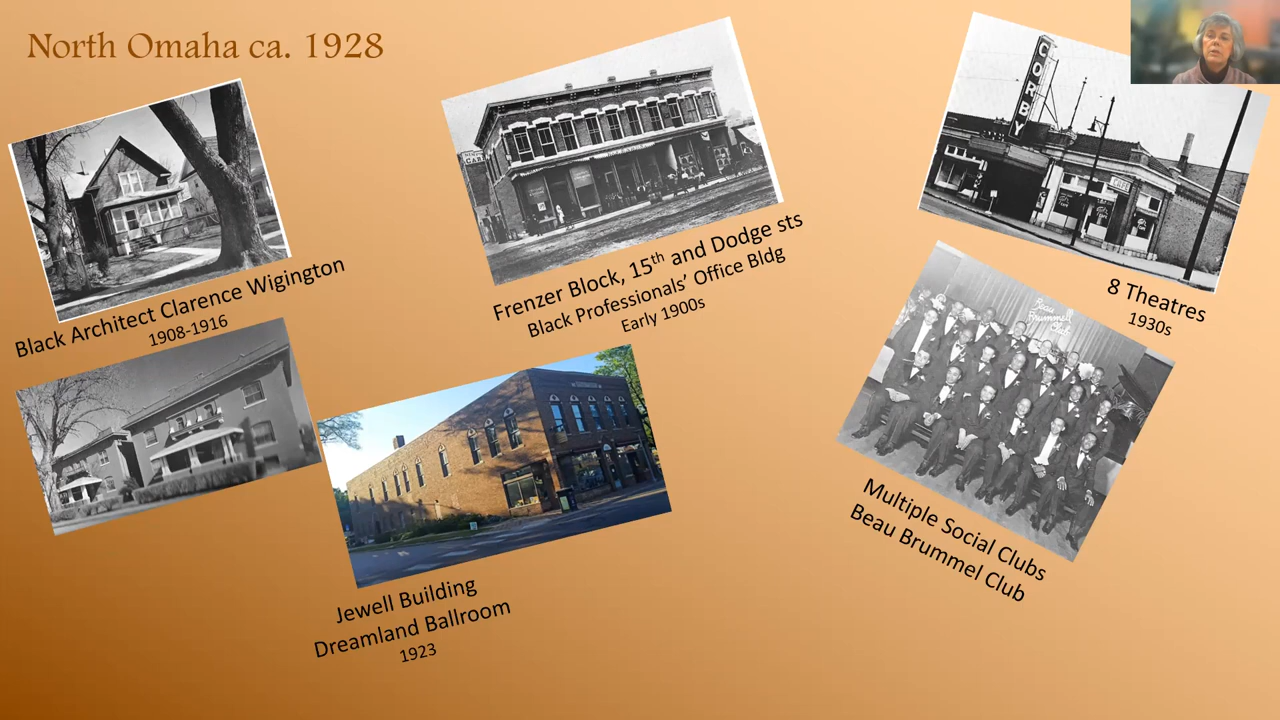 North Omaha ca. 1928
Black Architect Clarence Wigington
1908-1916
Frenzer Block, 15th and Dodge sts
Black Professionals' Office Bldg
Early 1900s
CORBY
CAFE
8 Theatres
1930s
Jewell Building
Dreamland Ballroom
1923
Beau
Brummell
Club
Multiple Social Clubs
Beau Brummel Club